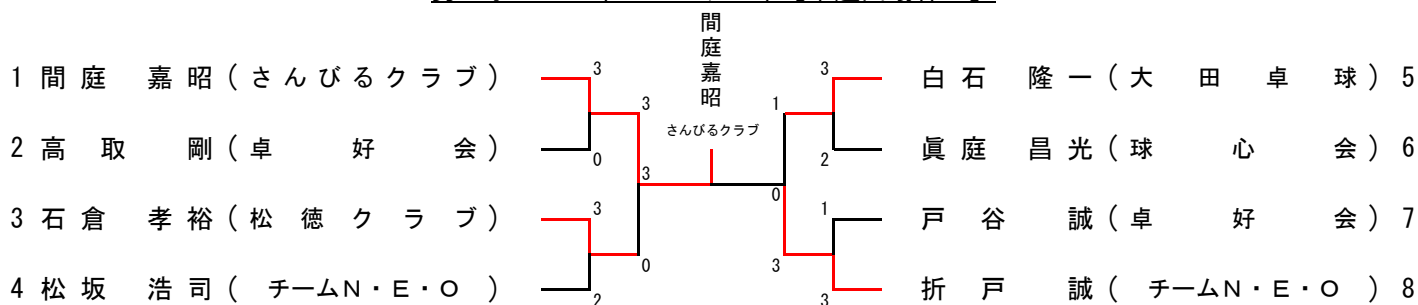 間庭嘉昭
さんびるクラブ
1 間庭 嘉昭 (さんびるクラブ) 3
2 高取 剛 (卓好会) 0
3 石倉 孝裕 (松徳クラブ) 3
4 松坂 浩司 (チームN・E・O) 2
3 0
3 0
1 3
3 白石 隆一 (大田卓球) 5
2 眞庭 昌光 (球心会) 6
1 戸谷 誠 (卓好会) 7
3 折戸 誠 (チームN・E・O) 8